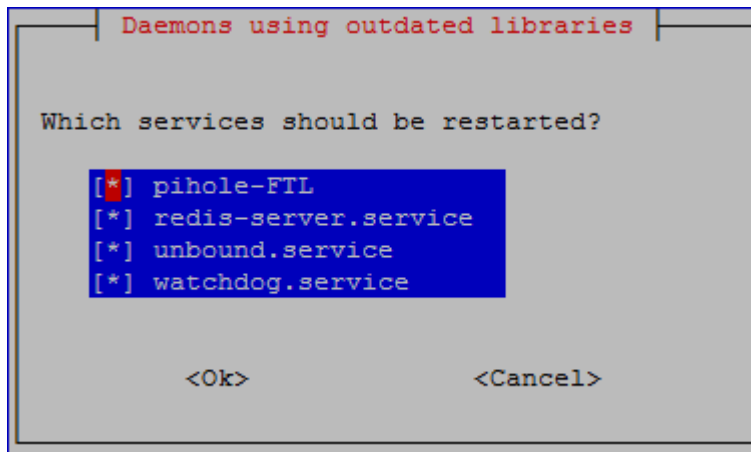 Daemons using outdated libraries
Which services should be restarted?
[*] pihole-FTL
[*] redis-server.service
[*] unbound.service
[*] watchdog.service
<Ok> <Cancel>